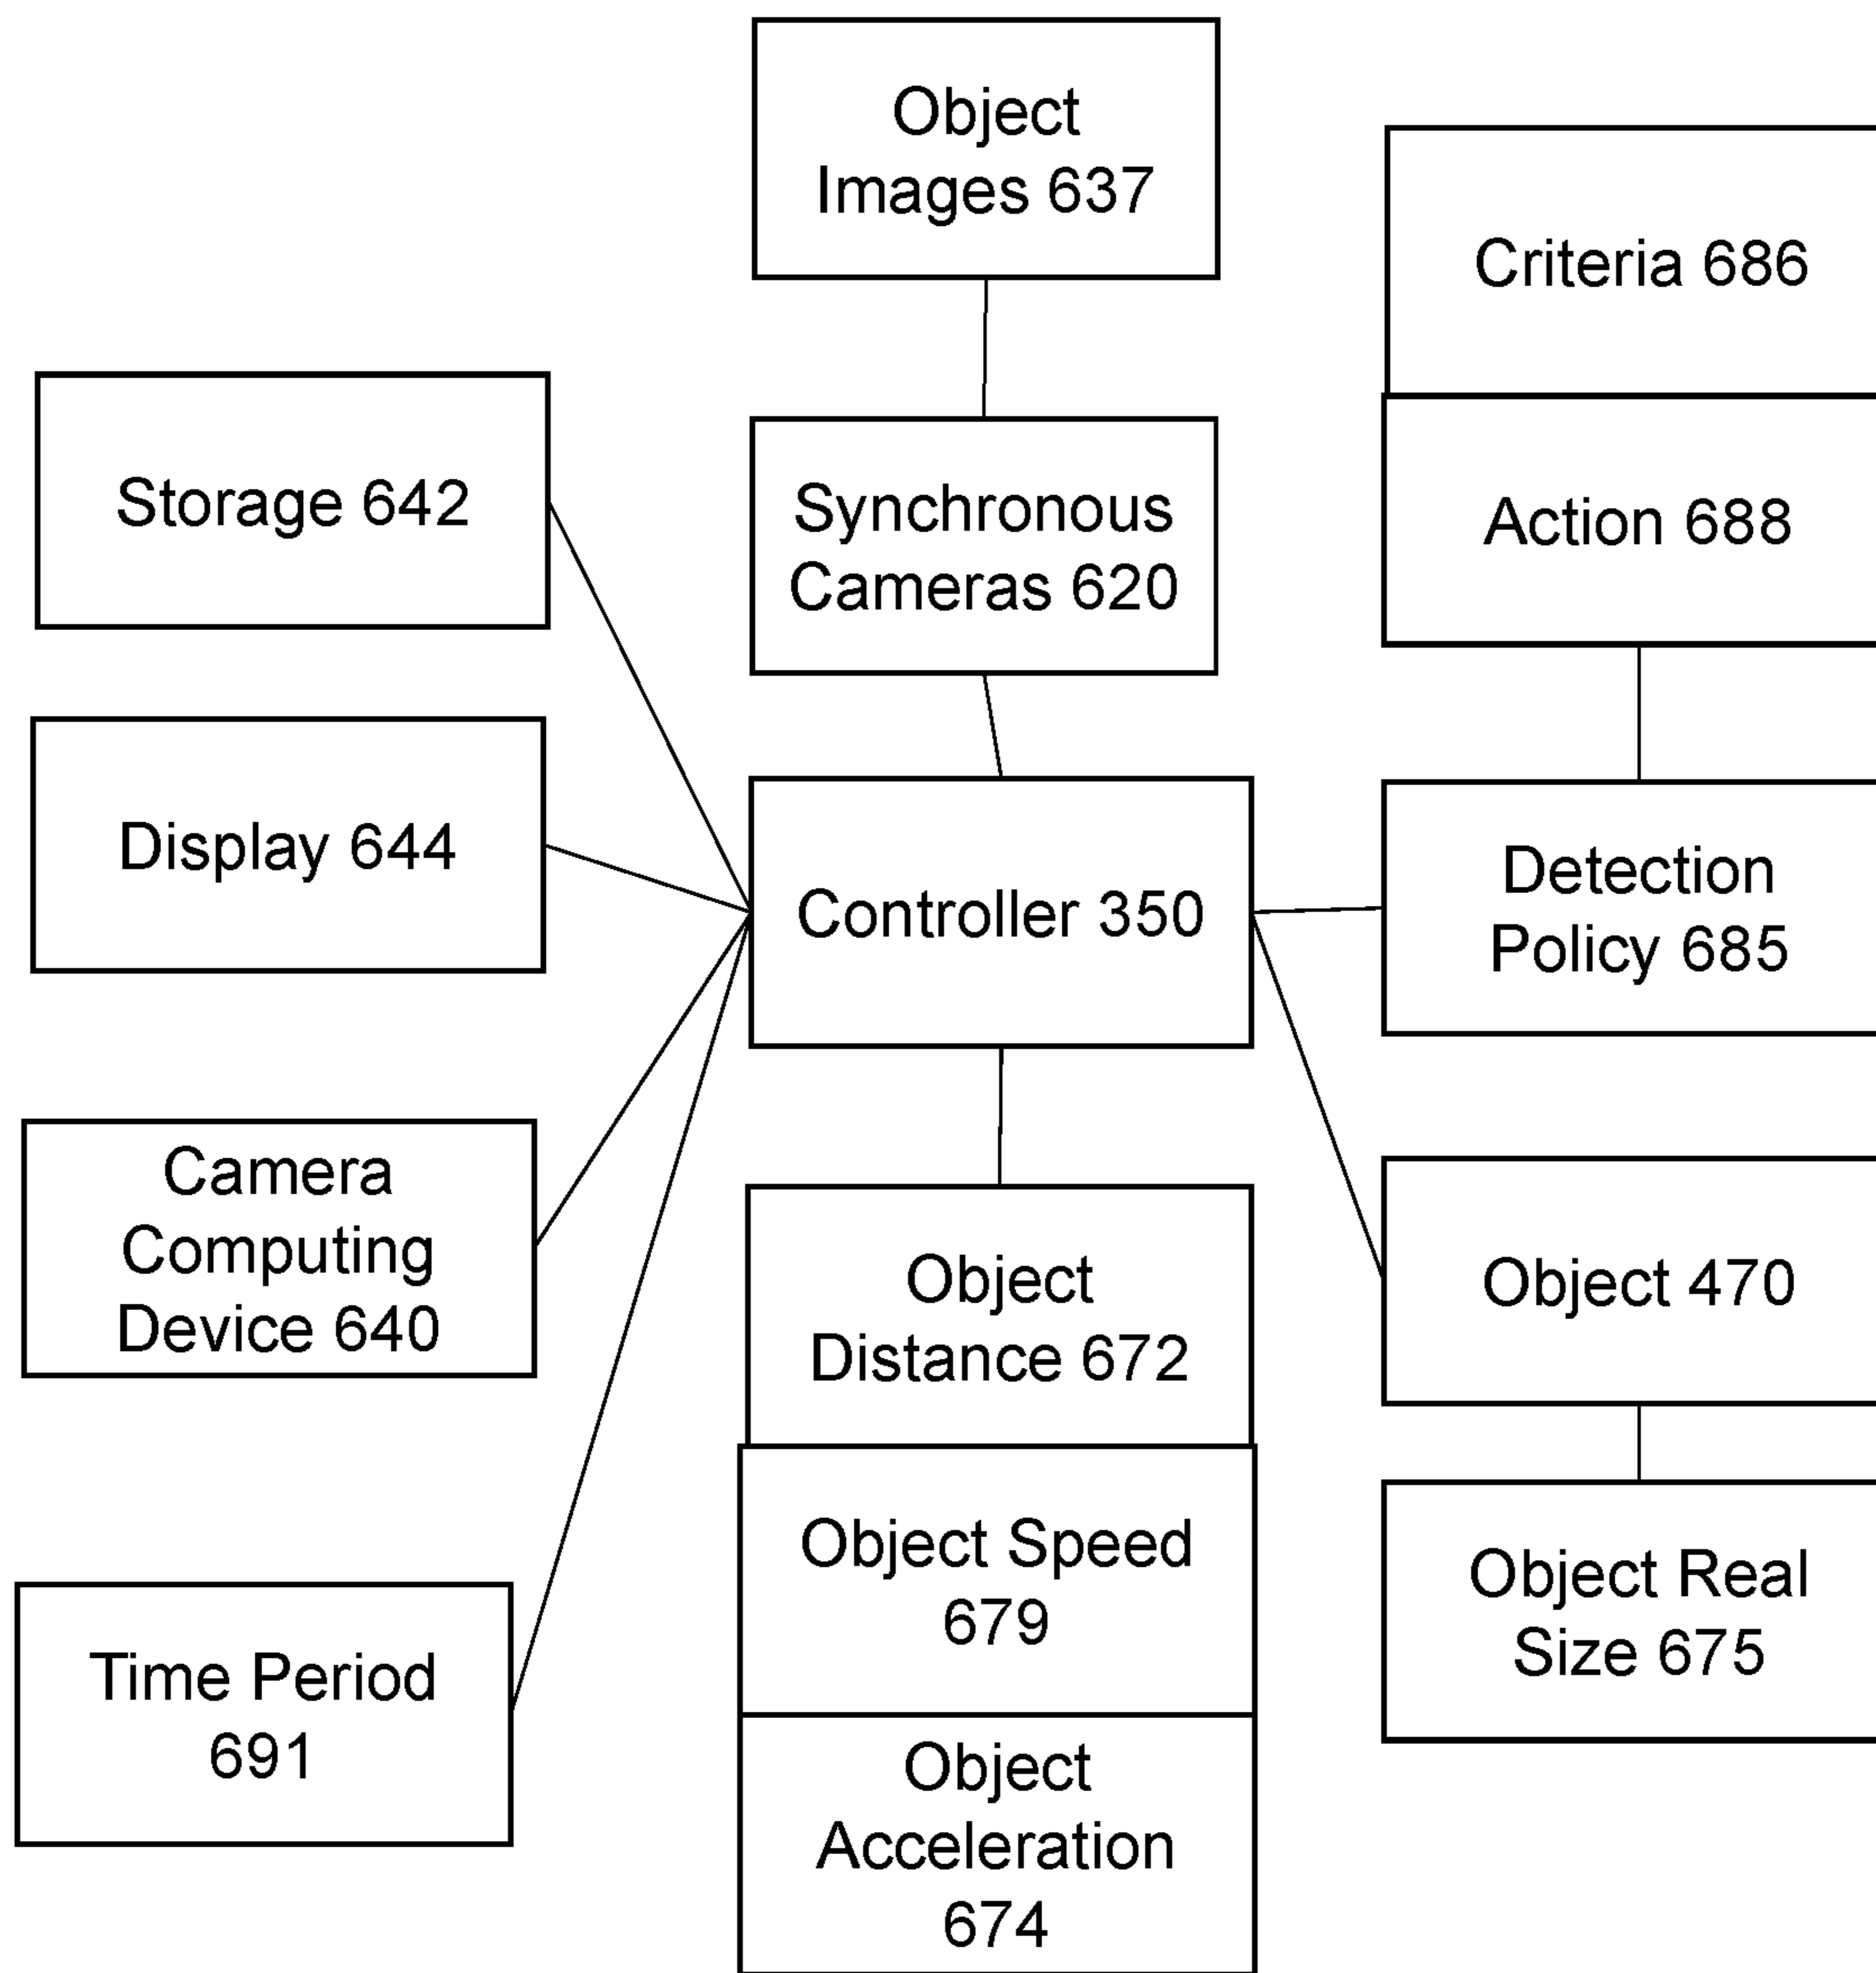 Object
Images 637
Criteria 686
Storage 642
Synchronous
Cameras 620
Action 688
Display 644
Controller 350
Detection
Policy 685
Camera
Computing
Device 640
Object
Distance 672
Object 470
Object Speed
679
Object Real
Size 675
Time Period
691
Object
Acceleration
674